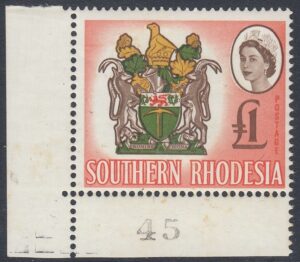 POSTAGE
£1
SOUTHERN RHODESIA
45